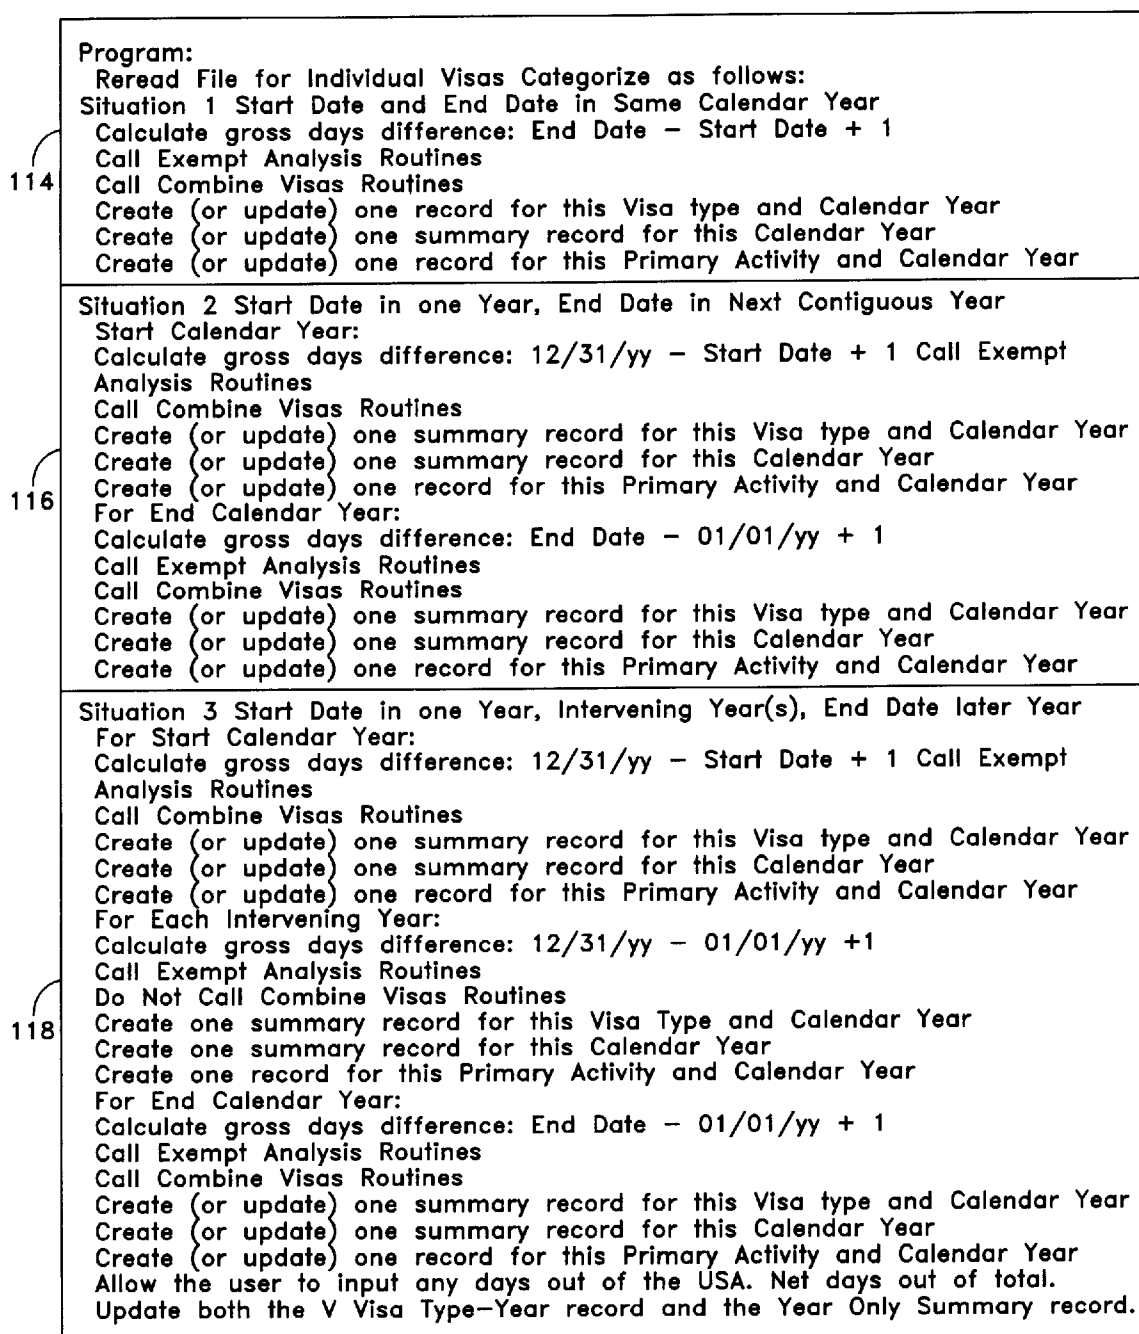 Program:
Reread File for Individual Visas Categorize as follows:
Situation 1 Start Date and End Date in Same Calendar Year
Calculate gross days difference: End Date – Start Date + 1
Call Exempt Analysis Routines
114
Call Combine Visas Routines
Create (or update) one record for this Visa type and Calendar Year
Create (or update) one summary record for this Calendar Year
Create (or update) one record for this Primary Activity and Calendar Year
Situation 2 Start Date in one Year, End Date in Next Contiguous Year
Start Calendar Year:
Calculate gross days difference: 12/31/yy – Start Date + 1 Call Exempt
Analysis Routines
Call Combine Visas Routines
Create (or update) one summary record for this Visa type and Calendar Year
Create (or update) one summary record for this Calendar Year
Create (or update) one record for this Primary Activity and Calendar Year
116
For End Calendar Year:
Calculate gross days difference: End Date – 01/01/yy + 1
Call Exempt Analysis Routines
Call Combine Visas Routines
Create (or update) one summary record for this Visa type and Calendar Year
Create (or update) one summary record for this Calendar Year
Create (or update) one record for this Primary Activity and Calendar Year
Situation 3 Start Date in one Year, Intervening Year(s), End Date later Year
For Start Calendar Year:
Calculate gross days difference: 12/31/yy – Start Date + 1 Call Exempt
Analysis Routines
Call Combine Visas Routines
Create (or update) one summary record for this Visa type and Calendar Year
Create (or update) one summary record for this Calendar Year
Create (or update) one record for this Primary Activity and Calendar Year
For Each Intervening Year:
Calculate gross days difference: 12/31/yy – 01/01/yy +1
Call Exempt Analysis Routines
Do Not Call Combine Visas Routines
118
Create one summary record for this Visa Type and Calendar Year
Create one summary record for this Calendar Year
Create one record for this Primary Activity and Calendar Year
For End Calendar Year:
Calculate gross days difference: End Date – 01/01/yy + 1
Call Exempt Analysis Routines
Call Combine Visas Routines
Create (or update) one summary record for this Visa type and Calendar Year
Create (or update) one summary record for this Calendar Year
Create (or update) one record for this Primary Activity and Calendar Year
Allow the user to input any days out of the USA. Net days out of total.
Update both the V Visa Type–Year record and the Year Only Summary record.